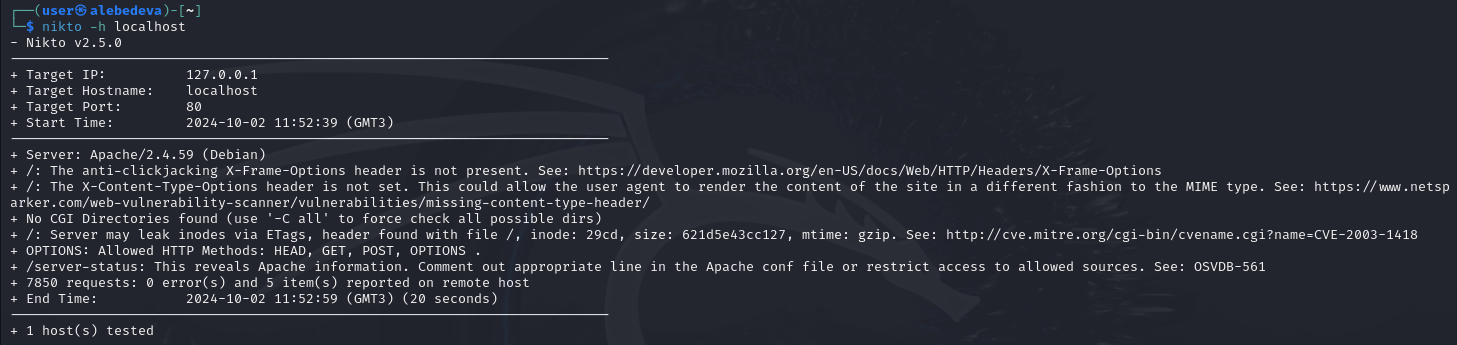 ┌──(user㉿alebedeva)-[~]
└─$ nikto -h localhost
- Nikto v2.5.0
---------------------------------------------------------------------------
+ Target IP:          127.0.0.1
+ Target Hostname:    localhost
+ Target Port:        80
+ Start Time:         2024-10-02 11:52:39 (GMT3)
---------------------------------------------------------------------------
+ Server: Apache/2.4.59 (Debian)
+ /: The anti-clickjacking X-Frame-Options header is not present. See: https://developer.mozilla.org/en-US/docs/Web/HTTP/Headers/X-Frame-Options
+ /: The X-Content-Type-Options header is not set. This could allow the user agent to render the content of the site in a different fashion to the MIME type. See: https://www.netsp
arker.com/web-vulnerability-scanner/vulnerabilities/missing-content-type-header/
+ No CGI Directories found (use '-C all' to force check all possible dirs)
+ /: Server may leak inodes via ETags, header found with file /, inode: 29cd, size: 621d5e43cc127, mtime: gzip. See: http://cve.mitre.org/cgi-bin/cvename.cgi?name=CVE-2003-1418
+ OPTIONS: Allowed HTTP Methods: HEAD, GET, POST, OPTIONS .
+ /server-status: This reveals Apache information. Comment out appropriate line in the Apache conf file or restrict access to allowed sources. See: OSVDB-561
+ 7850 requests: 0 error(s) and 5 item(s) reported on remote host
+ End Time:           2024-10-02 11:52:59 (GMT3) (20 seconds)
---------------------------------------------------------------------------
+ 1 host(s) tested